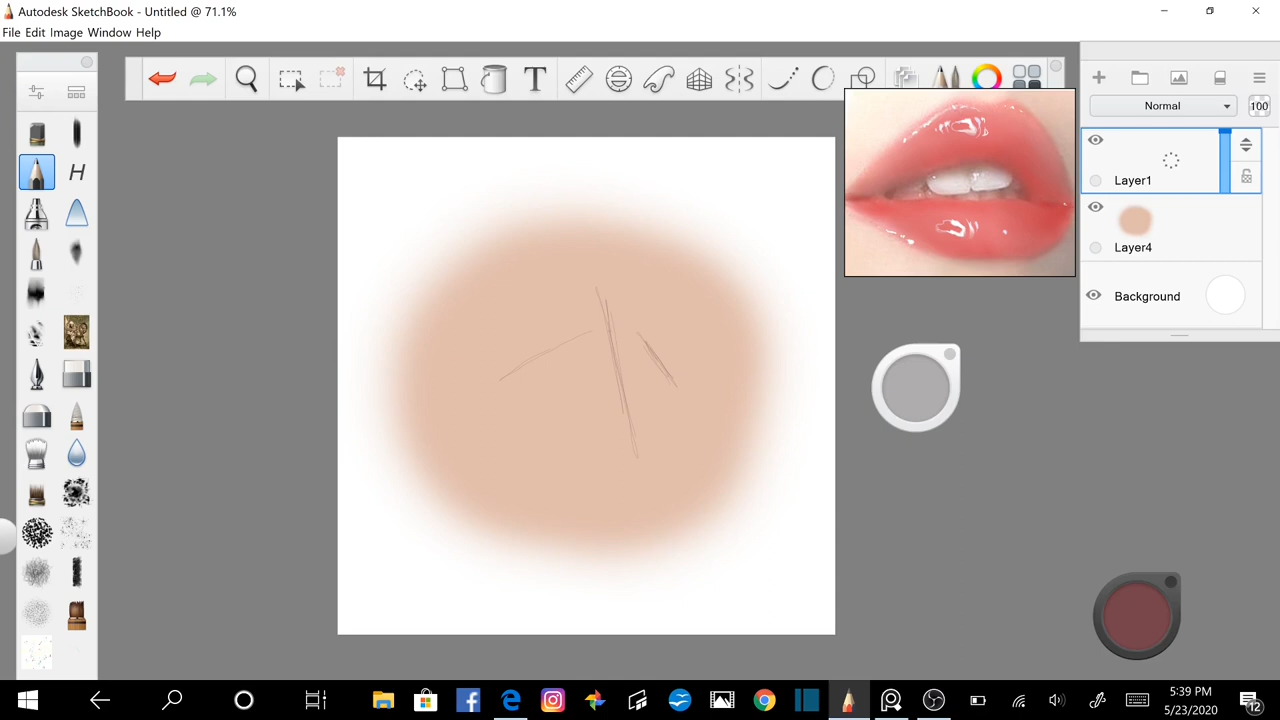 Autodesk SketchBook - Untitled @ 71.1%
File Edit Image Window Help
T
Normal
100
H
Layer1
Layer4
Background
5:39 PM
5/23/2020
12